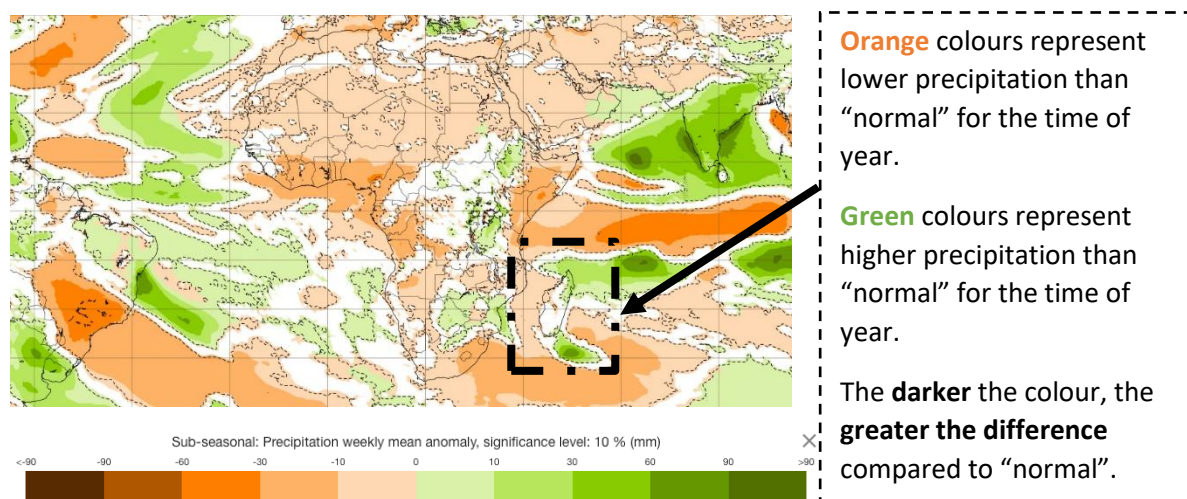 Orange colours represent
lower precipitation than
“normal” for the time of
year.
Green colours represent
higher precipitation than
“normal” for the time of
year.
The darker the colour, the
greater the difference
compared to “normal”.
Sub-seasonal: Precipitation weekly mean anomaly, significance level: 10 % (mm)
<-90 -90 -60 -30 -10 0 10 30 60 90 >90